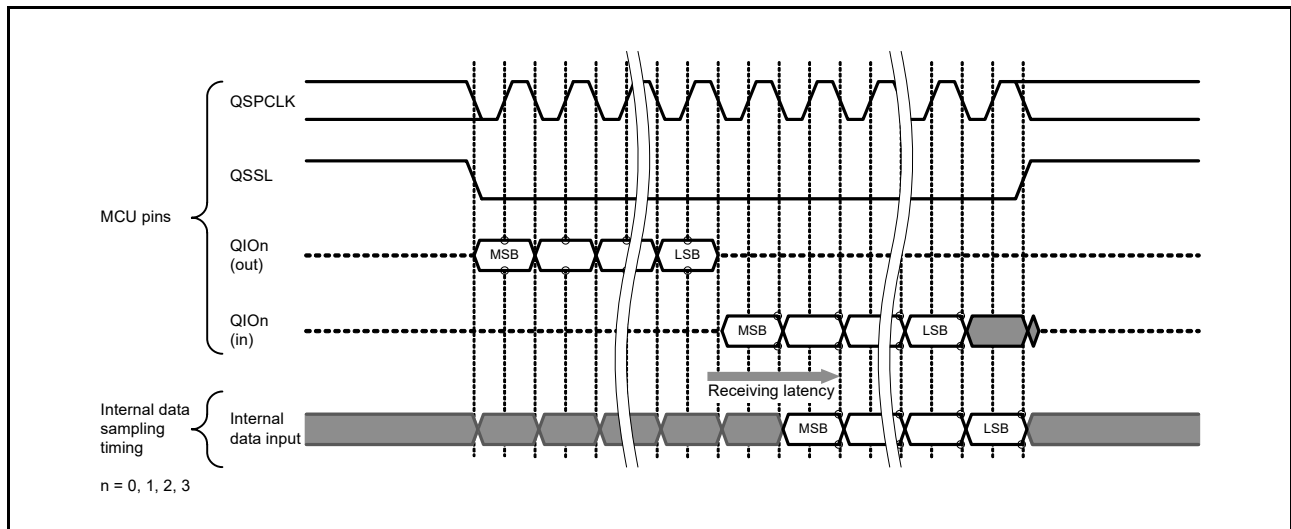 QSPCLK
QSSL
MCU pins
QIOn
(out)
MSB
LSB
QIOn
(in)
MSB
LSB
Receiving latency
Internal data
sampling
timing
Internal
data input
MSB
LSB
n = 0, 1, 2, 3